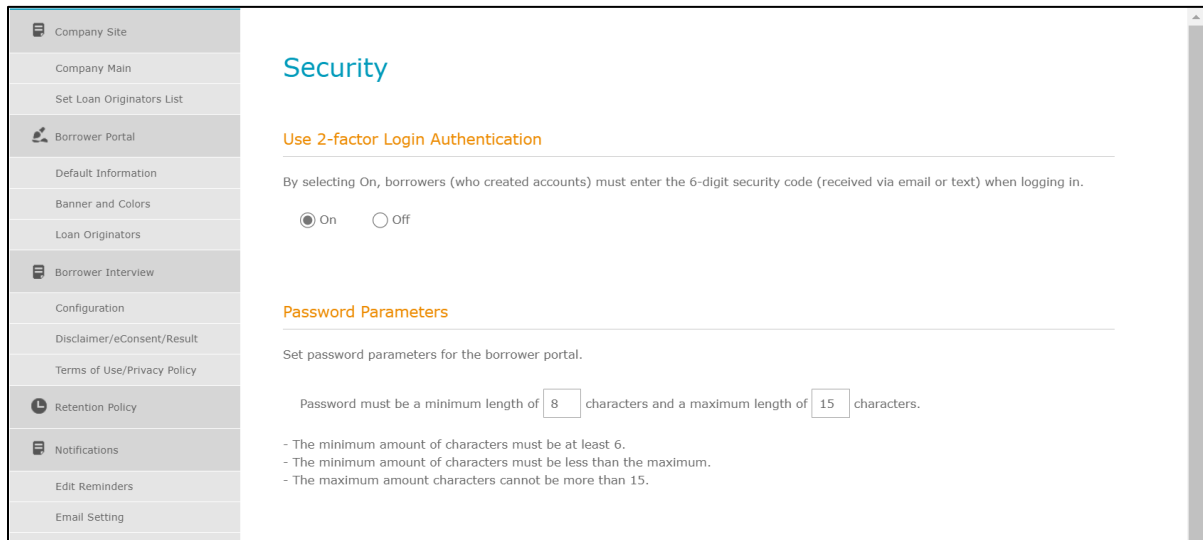 Company Site
Company Main
Set Loan Originators List
Borrower Portal
Default Information
Banner and Colors
Loan Originators
Borrower Interview
Configuration
Disclaimer/eConsent/Result
Terms of Use/Privacy Policy
Retention Policy
Notifications
Edit Reminders
Email Setting
Security
Use 2-factor Login Authentication
By selecting On, borrowers (who created accounts) must enter the 6-digit security code (received via email or text) when logging in.
On Off
Password Parameters
Set password parameters for the borrower portal.
Password must be a minimum length of 8 characters and a maximum length of 15 characters.
- The minimum amount of characters must be at least 6.
- The minimum amount of characters must be less than the maximum.
- The maximum amount characters cannot be more than 15.